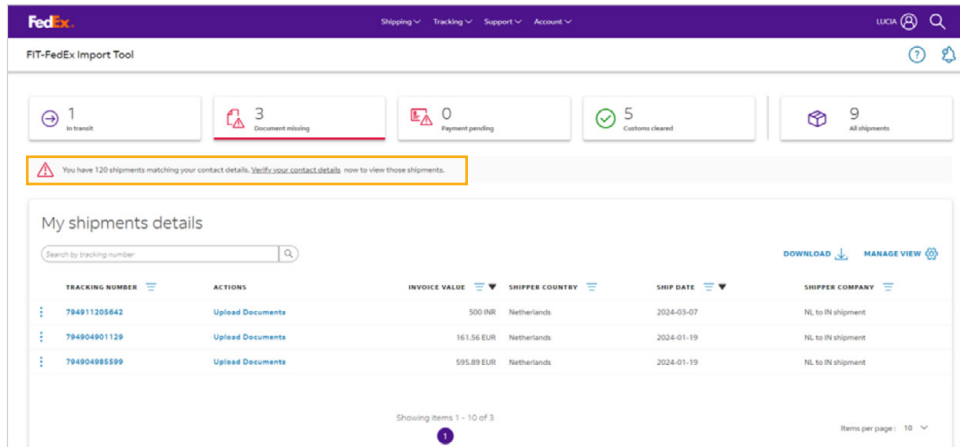 FedEx. Shipping Tracking Support Account LUCIA
FIT-FedEx Import Tool
1 In transit
3 Document missing
0 Payment pending
5 Customs cleared
9 All shipments
You have 120 shipments matching your contact details. Verify your contact details now to view those shipments.
My shipments details
Search by tracking number
DOWNLOAD MANAGE VIEW
TRACKING NUMBER ACTIONS INVOICE VALUE SHIPPER COUNTRY SHIP DATE SHIPPER COMPANY
794911205642 Upload Documents 500 INR Netherlands 2024-03-07 NL to IN shipment
794904901129 Upload Documents 161.56 EUR Netherlands 2024-01-19 NL to IN shipment
794904985599 Upload Documents 595.89 EUR Netherlands 2024-01-19 NL to IN shipment
Showing items 1 - 10 of 3
1
Items per page: 10